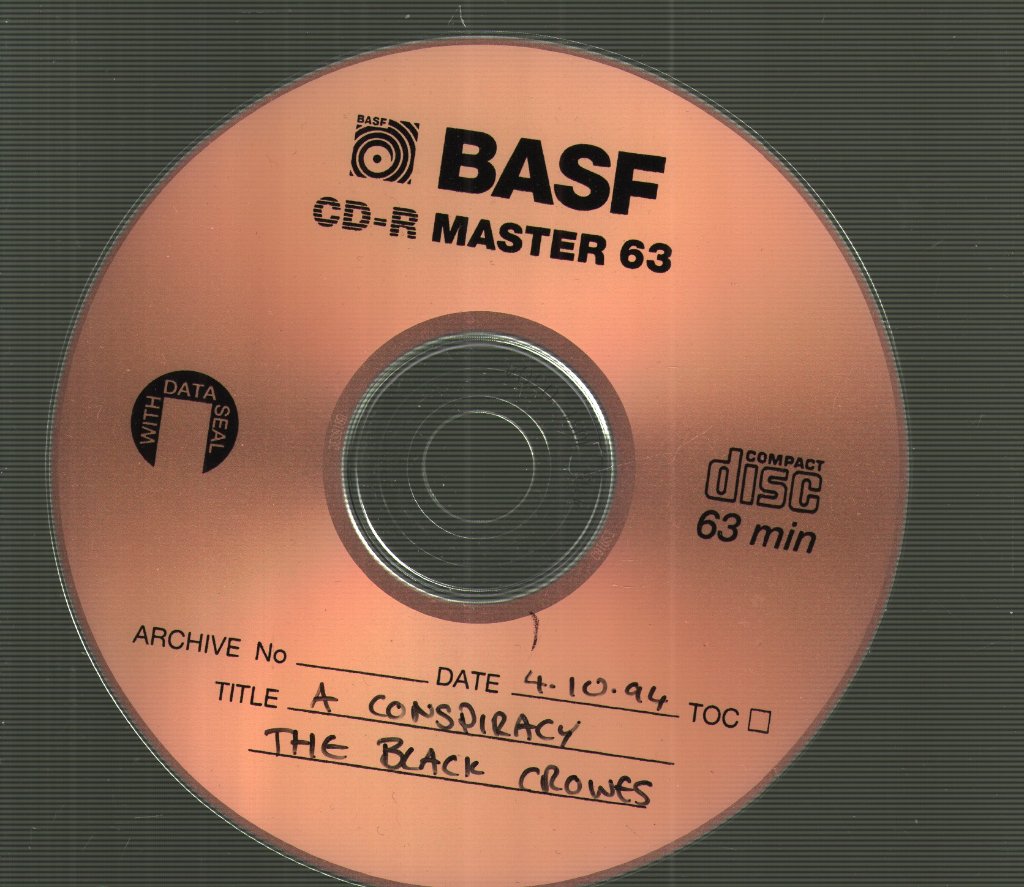 BASF
BASF
CD-R MASTER 63
WITH DATA SEAL
COMPACT
disc
63 min
ARCHIVE No DATE 4.10.94 TOC
TITLE A CONSPIRACY
THE BLACK CROWES